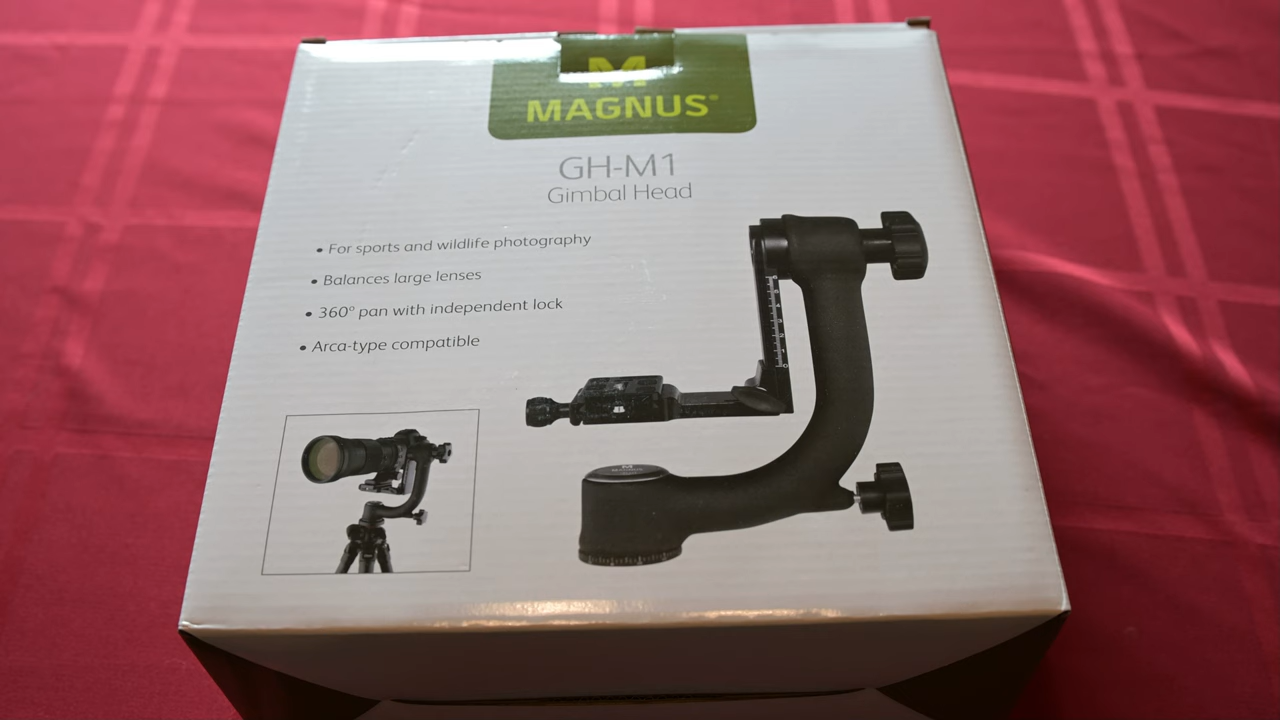 M
MAGNUS®
GH-M1
Gimbal Head
• For sports and wildlife photography
• Balances large lenses
• 360° pan with independent lock
• Arca-type compatible
MAGNUS